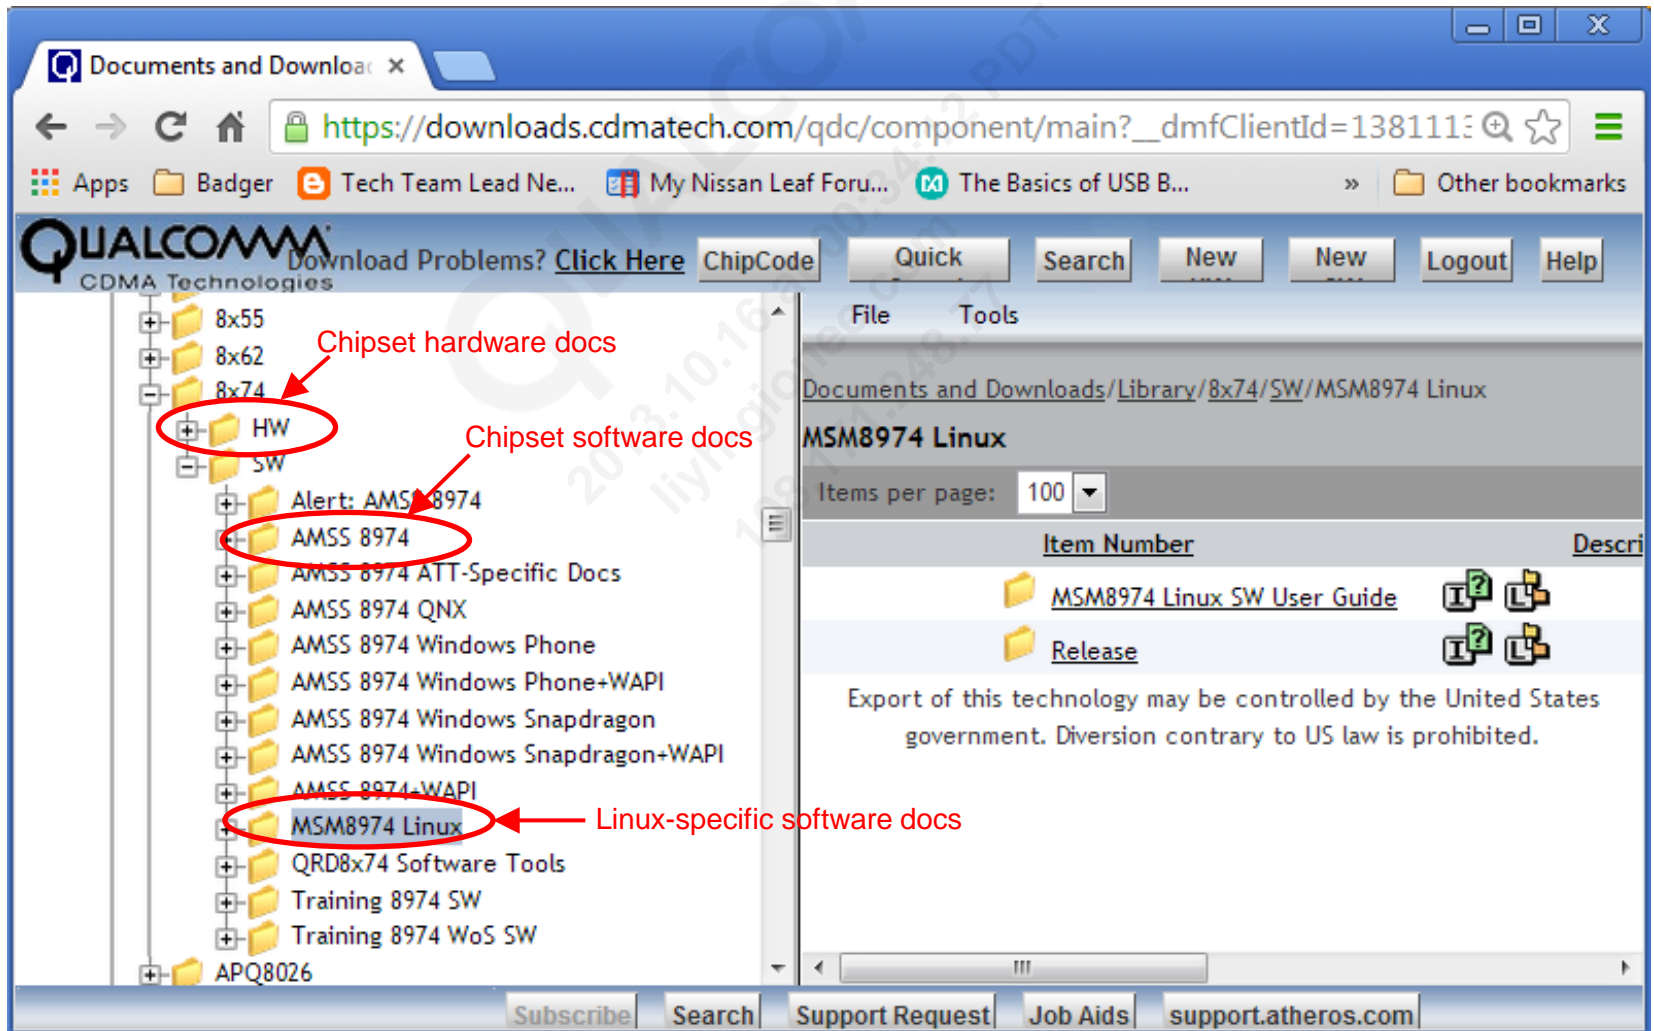 Documents and Downloa
https://downloads.cdmatech.com/qdc/component/main?__dmfClientId=1381113
Apps
Badger
Tech Team Lead Ne...
My Nissan Leaf Foru...
The Basics of USB B...
»
Other bookmarks
QUALCOMM
CDMA Technologies
Download Problems? Click Here
ChipCode
Quick
Search
New
New
Logout
Help
8x55
8x62
8x74
HW
SW
Alert: AMSS 8974
AMSS 8974
AMSS 8974 ATT-Specific Docs
AMSS 8974 QNX
AMSS 8974 Windows Phone
AMSS 8974 Windows Phone+WAPI
AMSS 8974 Windows Snapdragon
AMSS 8974 Windows Snapdragon+WAPI
AMSS 8974+WAPI
MSM8974 Linux
QRD8x74 Software Tools
Training 8974 SW
Training 8974 WoS SW
APQ8026
Chipset hardware docs
Chipset software docs
Linux-specific software docs
File Tools
Documents and Downloads/Library/8x74/SW/MSM8974 Linux
MSM8974 Linux
Items per page: 100
Item Number
Descri
MSM8974 Linux SW User Guide
Release
Export of this technology may be controlled by the United States
government. Diversion contrary to US law is prohibited.
Subscribe
Search
Support Request
Job Aids
support.atheros.com